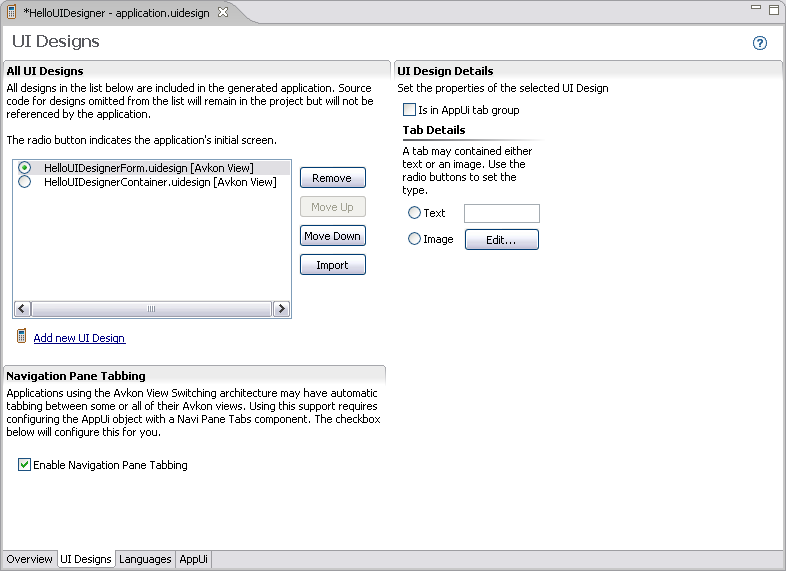 *HelloUIDesigner - application.uidesign
UI Designs
All UI Designs
All designs in the list below are included in the generated application. Source
code for designs omitted from the list will remain in the project but will not be
referenced by the application.
The radio button indicates the application's initial screen.
HelloUIDesignerForm.uidesign [Avkon View]
HelloUIDesignerContainer.uidesign [Avkon View]
Remove
Move Up
Move Down
Import
Add new UI Design
Navigation Pane Tabbing
Applications using the Avkon View Switching architecture may have automatic
tabbing between some or all of their Avkon views. Using this support requires
configuring the AppUi object with a Navi Pane Tabs component. The checkbox
below will configure this for you.
Enable Navigation Pane Tabbing
UI Design Details
Set the properties of the selected UI Design
Is in AppUi tab group
Tab Details
A tab may contained either
text or an image. Use the
radio buttons to set the
type.
Text
Image
Edit...
Overview
UI Designs
Languages
AppUi